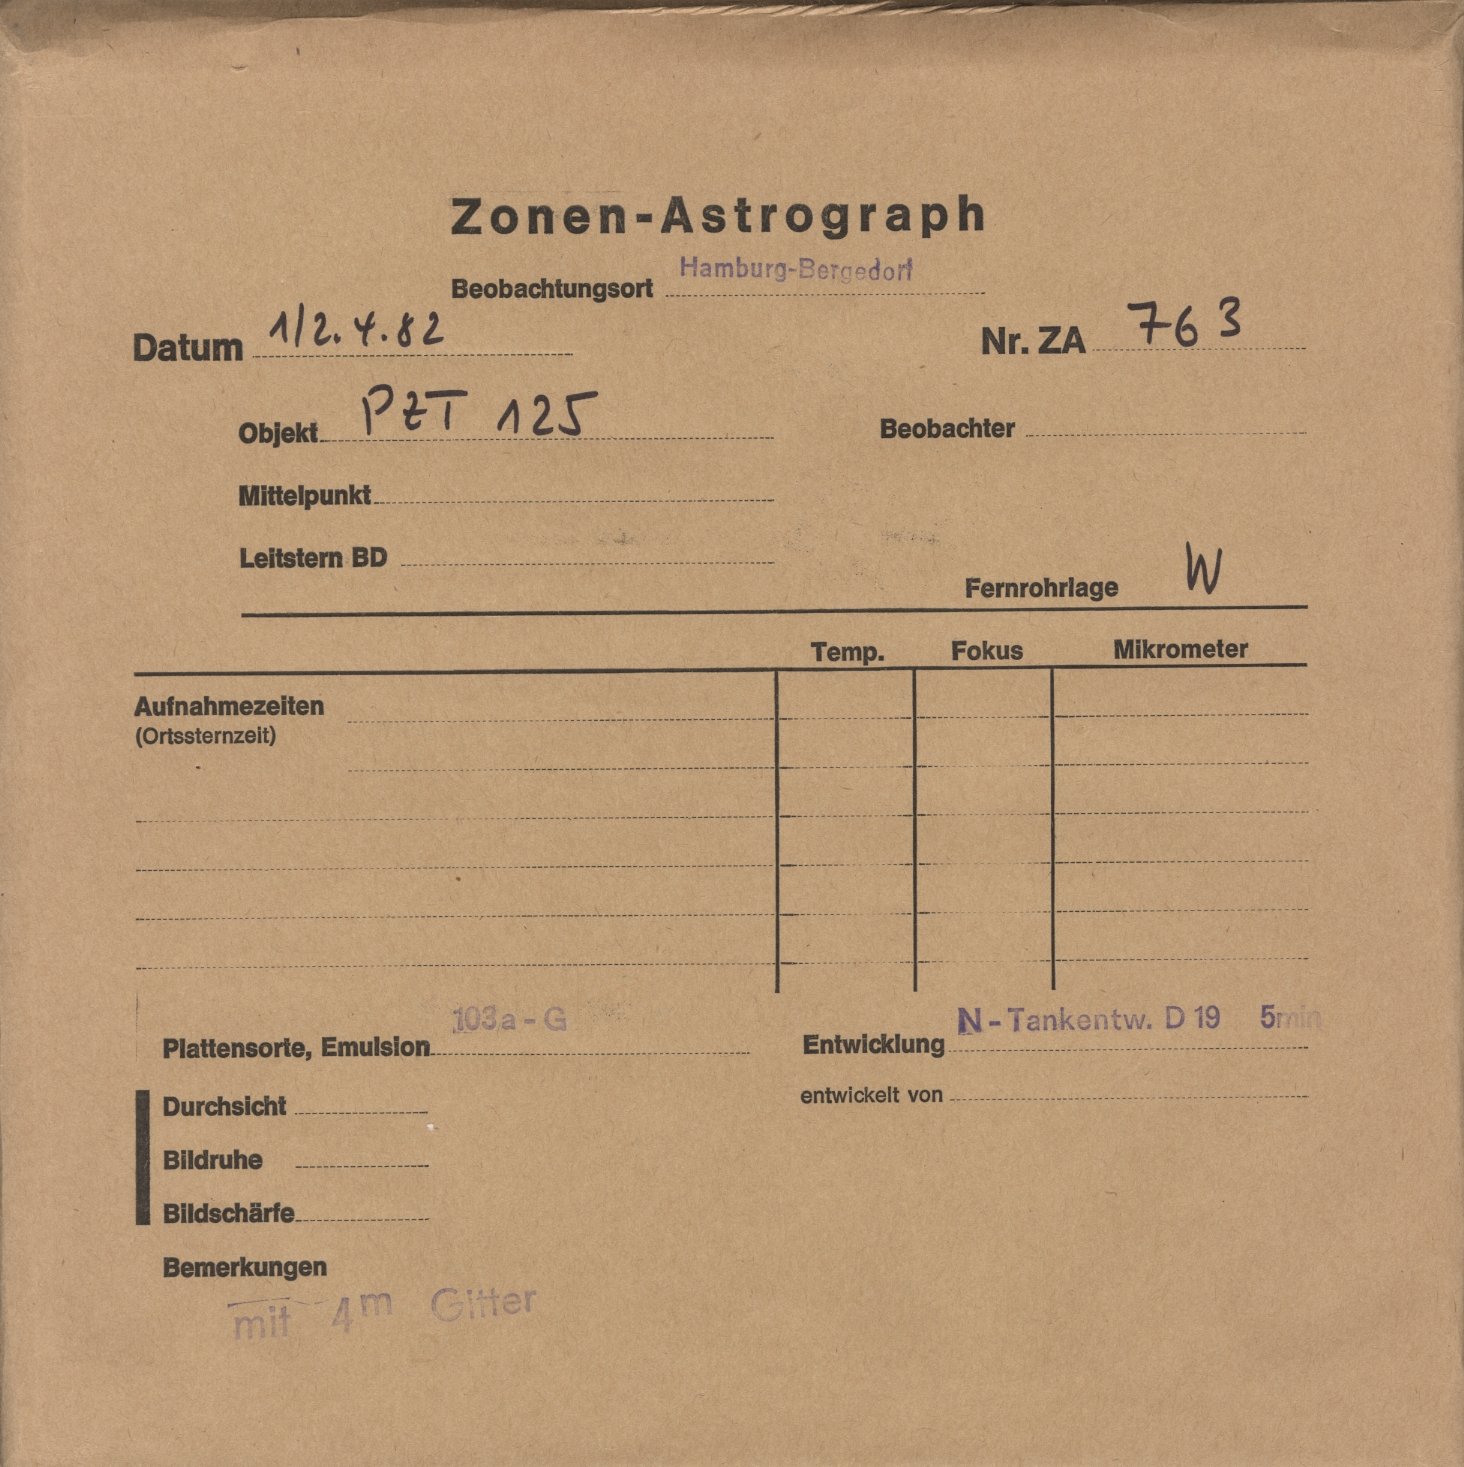 Zonen-Astrograph
Beobachtungsort Hamburg-Bergedorf
Datum 1/2.4.82 Nr. ZA 763
Objekt PZT 125 Beobachter
Mittelpunkt
Leitstern BD
Fernrohrlage W
Temp. Fokus Mikrometer
Aufnahmezeiten
(Ortssternzeit)
Plattensorte, Emulsion 103a-G Entwicklung N-Tankentw. D 19 5min
Durchsicht entwickelt von
Bildruhe
Bildschärfe
Bemerkungen
mit 4m Gitter